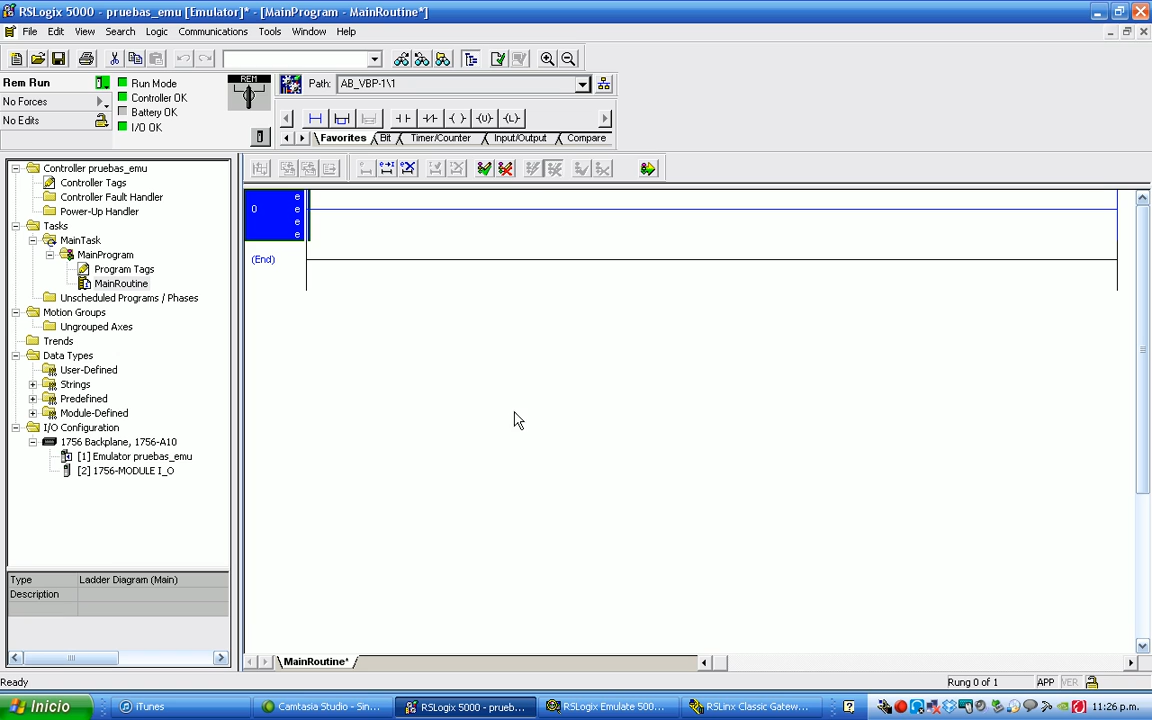 RSLogix 5000 - pruebas_emu [Emulator]* - [MainProgram - MainRoutine*]
File Edit View Search Logic Communications Tools Window Help
Rem Run
No Forces
No Edits
Run Mode
Controller OK
Battery OK
I/O OK
REM
Path: AB_VBP-1\1
Favorites Bit Timer/Counter Input/Output Compare
Controller pruebas_emu
Controller Tags
Controller Fault Handler
Power-Up Handler
Tasks
MainTask
MainProgram
Program Tags
MainRoutine
Unscheduled Programs / Phases
Motion Groups
Ungrouped Axes
Trends
Data Types
User-Defined
Strings
Predefined
Module-Defined
I/O Configuration
1756 Backplane, 1756-A10
[1] Emulator pruebas_emu
[2] 1756-MODULE I_O
Type Ladder Diagram (Main)
Description
e
0 e
e
e
(End)
MainRoutine*
Ready
Rung 0 of 1 APP VER
Inicio
iTunes
Camtasia Studio - Sin...
RSLogix 5000 - prueb...
RSLogix Emulate 500...
RSLinx Classic Gatew...
11:26 p.m.